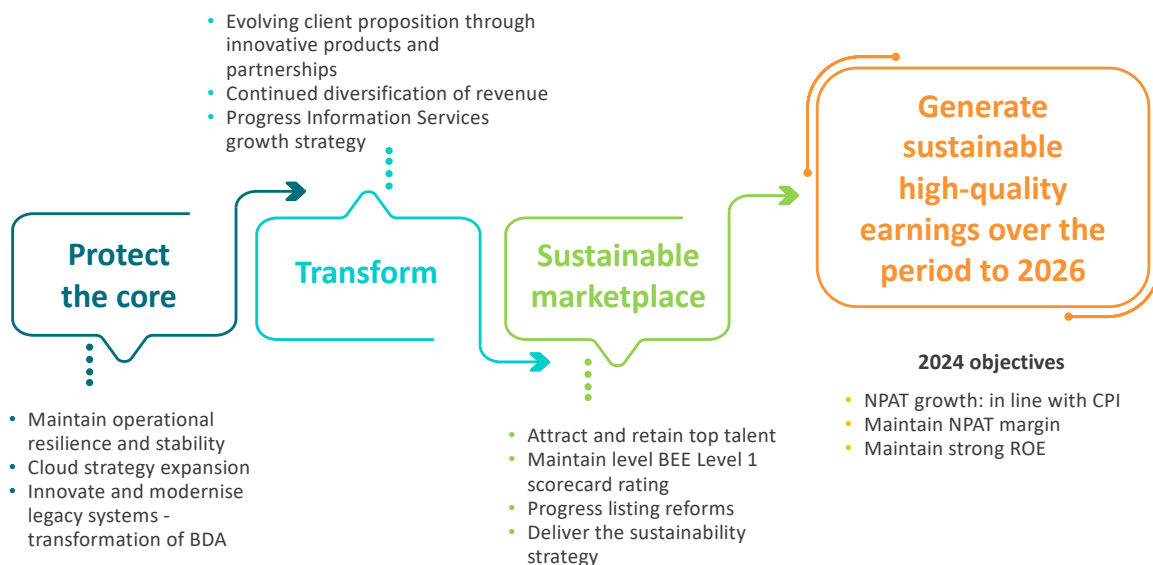 Protect
the core
• Maintain operational
resilience and stability
• Cloud strategy expansion
• Innovate and modernise
legacy systems -
transformation of BDA
• Evolving client proposition through
innovative products and
partnerships
• Continued diversification of revenue
• Progress Information Services
growth strategy
Transform
Sustainable
marketplace
• Attract and retain top talent
• Maintain level BEE Level 1
scorecard rating
• Progress listing reforms
• Deliver the sustainability
strategy
Generate
sustainable
high-quality
earnings over the
period to 2026
2024 objectives
• NPAT growth: in line with CPI
• Maintain NPAT margin
• Maintain strong ROE